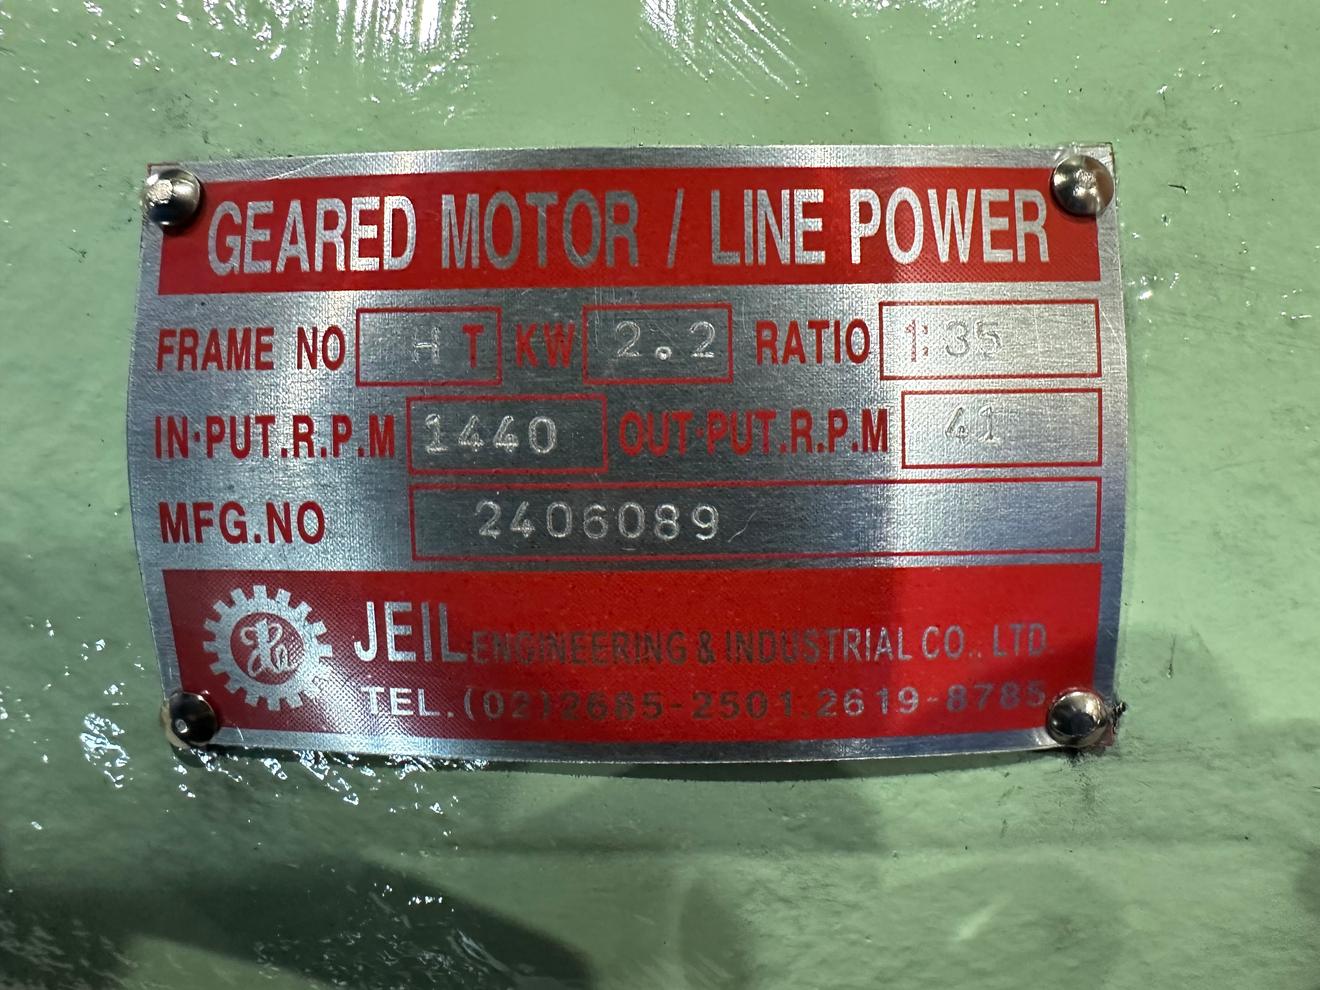 GEARED MOTOR / LINE POWER
FRAME NO H T KW 2.2 RATIO 1:35
IN·PUT.R.P.M 1440 OUT·PUT.R.P.M 41
MFG.NO 2406089
JEIL ENGINEERING & INDUSTRIAL CO., LTD.
TEL.(02)2685-2501. 2619-8785